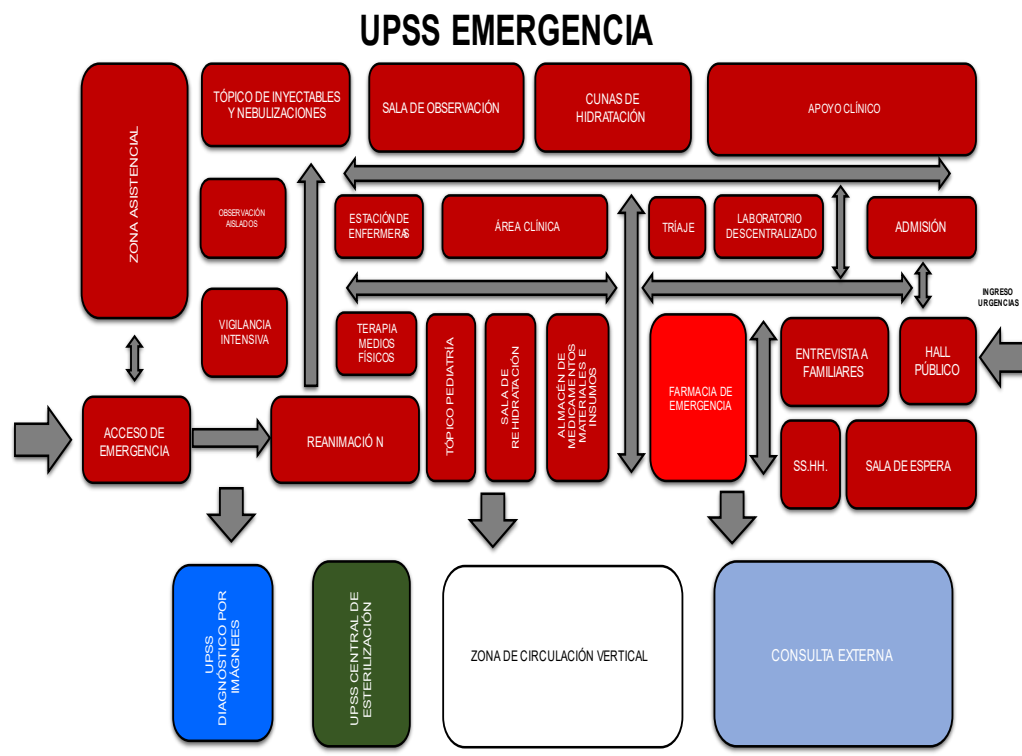 UPSS EMERGENCIA
ZONA ASISTENCIAL
TÓPICO DE INYECTABLES
Y NEBULIZACIONES
SALA DE OBSERVACIÓN
CUNAS DE
HIDRATACIÓN
APOYO CLÍNICO
OBSERVACIÓN
AISLADOS
ESTACIÓN DE
ENFERMERAS
ÁREA CLÍNICA
TRÍAJE
LABORATORIO
DESCENTRALIZADO
ADMISIÓN
INGRESO
URGENCIAS
VIGILANCIA
INTENSIVA
TERAPIA
MEDIOS
FÍSICOS
TÓPICO PEDIATRÍA
SALA DE
REHIDRATACIÓN
ALMACÉN DE
MEDICAMENTOS
MATERIALES E
INSUMOS
FARMACIA DE
EMERGENCIA
ENTREVISTA A
FAMILIARES
HALL
PÚBLICO
ACCESO DE
EMERGENCIA
REANIMACIÓ N
SS.HH.
SALA DE ESPERA
UPSS
DIAGNÓSTICO POR
IMÁGNEES
UPSS CENTRAL DE
ESTERILIZACIÓN
ZONA DE CIRCULACIÓN VERTICAL
CONSULTA EXTERNA